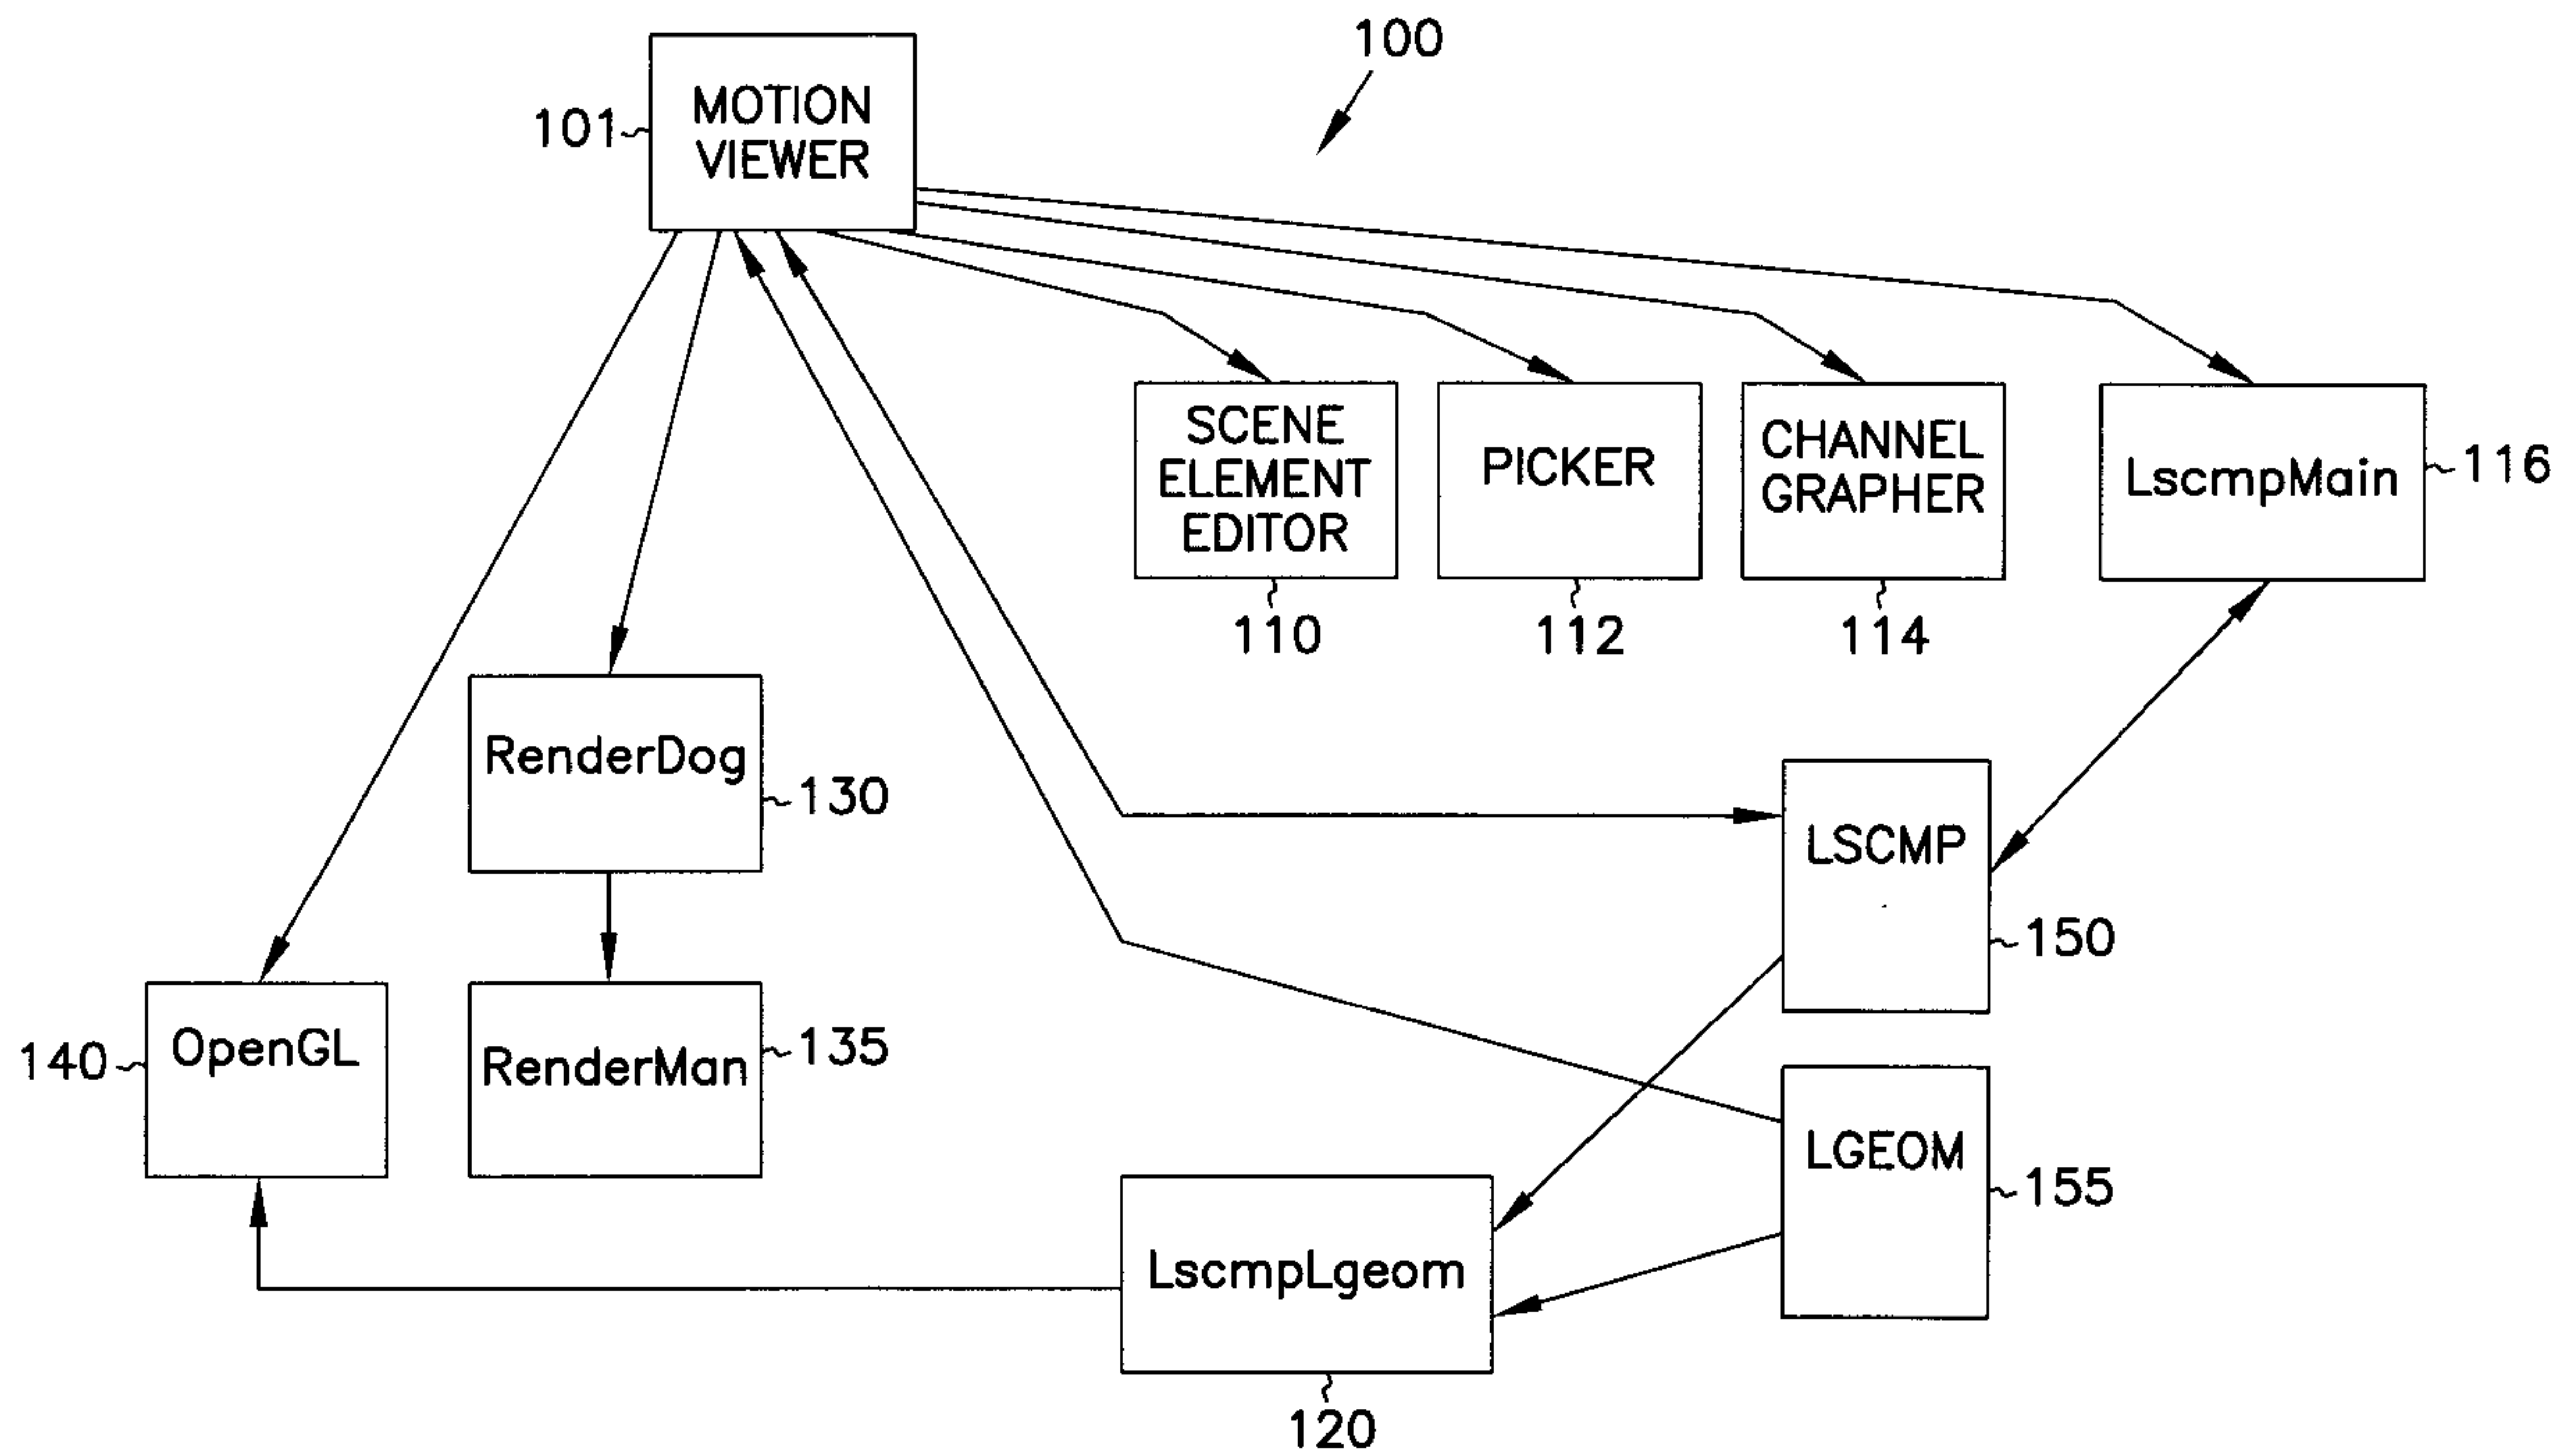 100
MOTION
VIEWER
101
SCENE
ELEMENT
EDITOR
110
PICKER
112
CHANNEL
GRAPHER
114
LscmpMain
116
RenderDog
130
LSCMP
150
OpenGL
140
RenderMan
135
LGEOM
155
LscmpLgeom
120